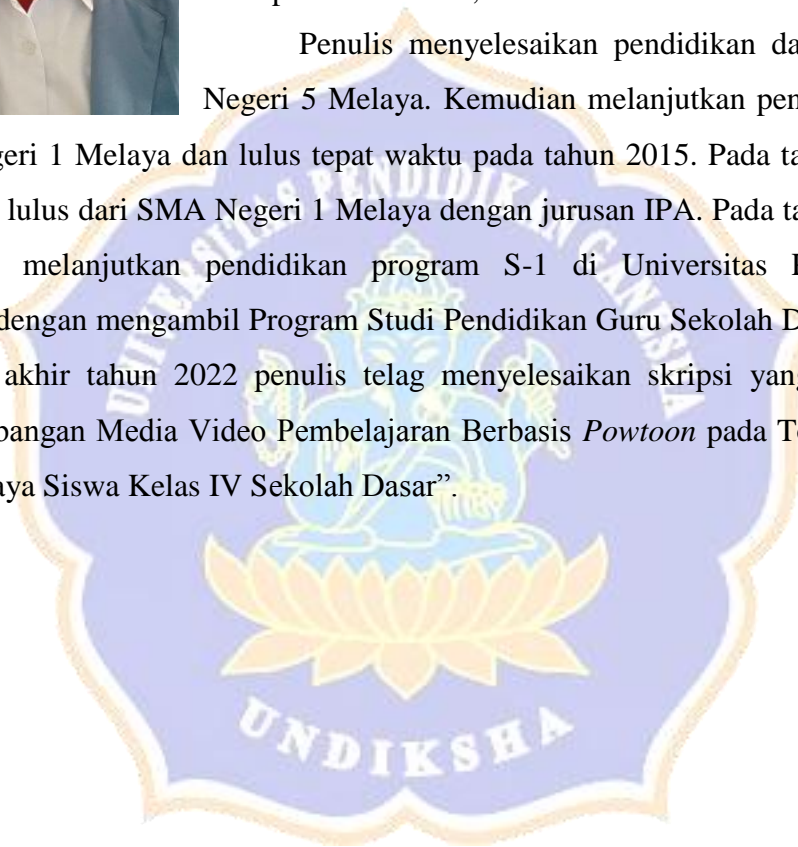 Penulis menyelesaikan pendidikan da
Negeri 5 Melaya. Kemudian melanjutkan pen
geri 1 Melaya dan lulus tepat waktu pada tahun 2015. Pada ta
lulus dari SMA Negeri 1 Melaya dengan jurusan IPA. Pada ta
melanjutkan pendidikan program S-1 di Universitas
dengan mengambil Program Studi Pendidikan Guru Sekolah D
akhir tahun 2022 penulis telag menyelesaikan skripsi yang
bangan Media Video Pembelajaran Berbasis Powtoon pada T
aya Siswa Kelas IV Sekolah Dasar”.
UNIVERSITAS PENDIDIKAN GANESHA
UNDIKSHA